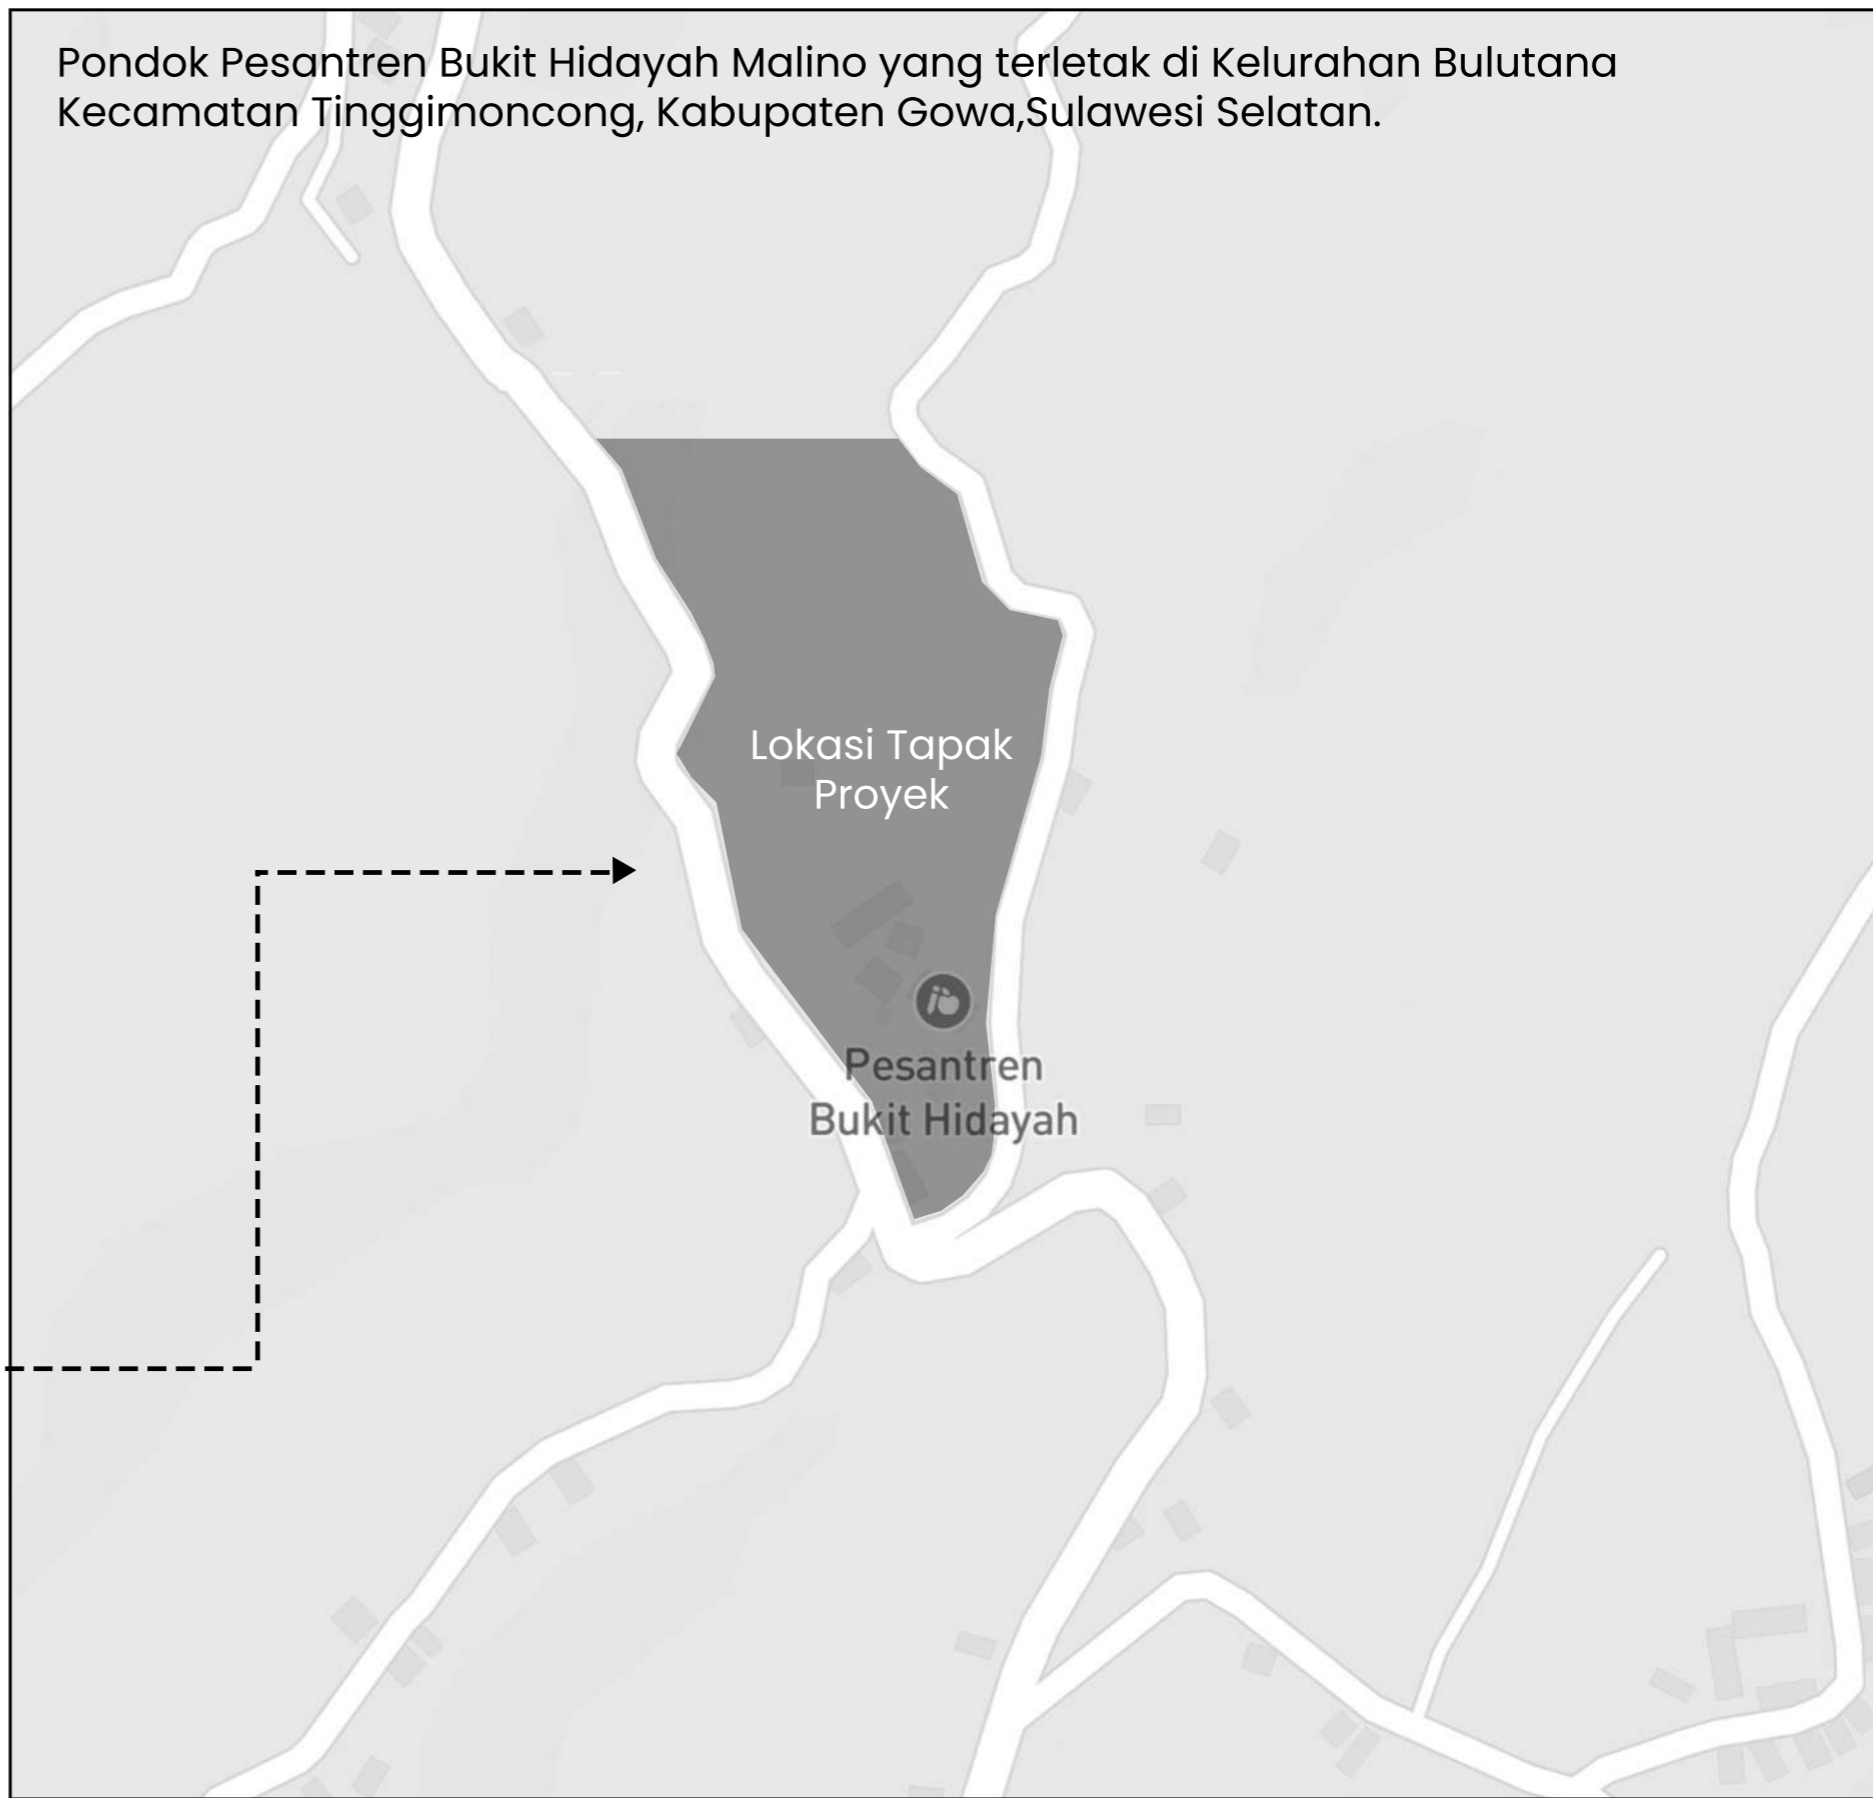 Pondok Pesantren Bukit Hidayah Malino yang terletak di Kelurahan Bulutana
Kecamatan Tinggimoncong, Kabupaten Gowa,Sulawesi Selatan.
Lokasi Tapak
Proyek
Pesantren
Bukit Hidayah